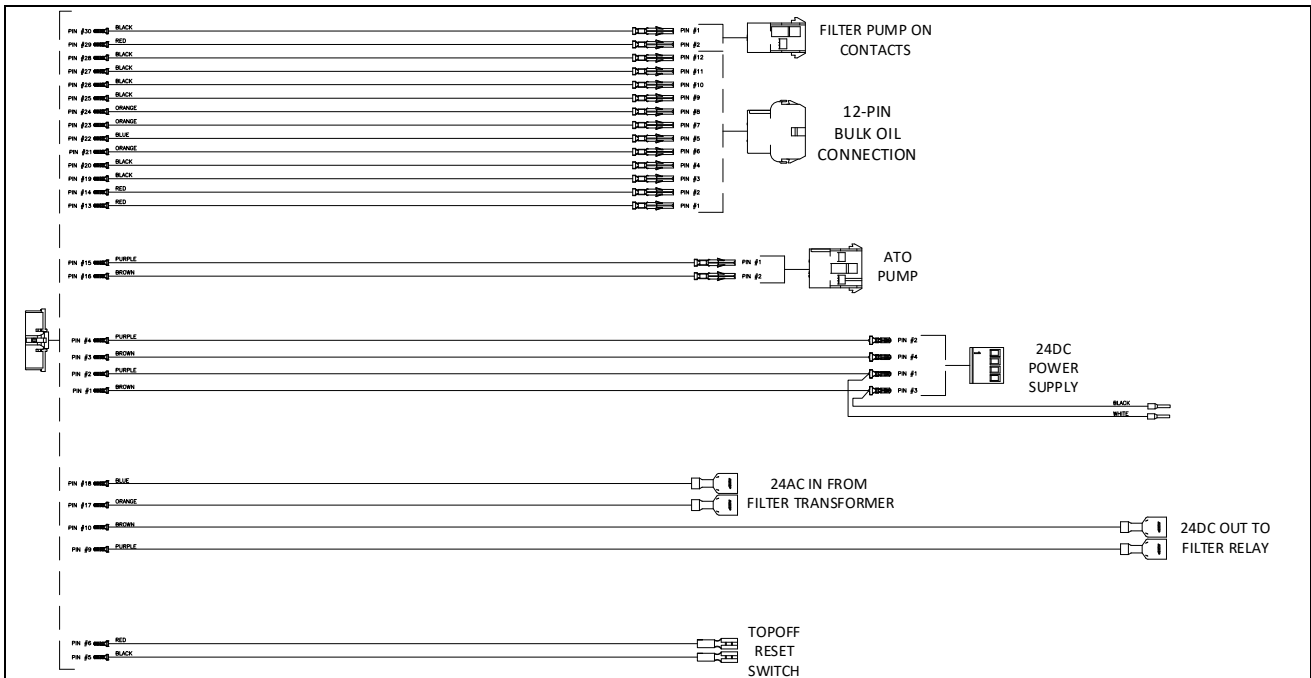 PIN #30 BLACK PIN #1
PIN #29 RED PIN #2
FILTER PUMP ON
CONTACTS
PIN #28 BLACK PIN #12
PIN #27 BLACK PIN #11
PIN #26 BLACK PIN #10
PIN #25 BLACK PIN #9
PIN #24 ORANGE PIN #8
PIN #23 ORANGE PIN #7
PIN #22 BLUE PIN #5
PIN #21 ORANGE PIN #6
PIN #20 BLACK PIN #4
PIN #19 BLACK PIN #3
PIN #14 RED PIN #2
PIN #13 RED PIN #1
12-PIN
BULK OIL
CONNECTION
PIN #15 PURPLE PIN #1
PIN #16 BROWN PIN #2
ATO
PUMP
PIN #4 PURPLE PIN #2
PIN #3 BROWN PIN #4
PIN #2 PURPLE PIN #1
PIN #1 BROWN PIN #3
24DC
POWER
SUPPLY
BLACK
WHITE
PIN #18 BLUE
PIN #17 ORANGE
24AC IN FROM
FILTER TRANSFORMER
PIN #10 BROWN
PIN #9 PURPLE
24DC OUT TO
FILTER RELAY
PIN #6 RED
PIN #5 BLACK
TOPOFF
RESET
SWITCH